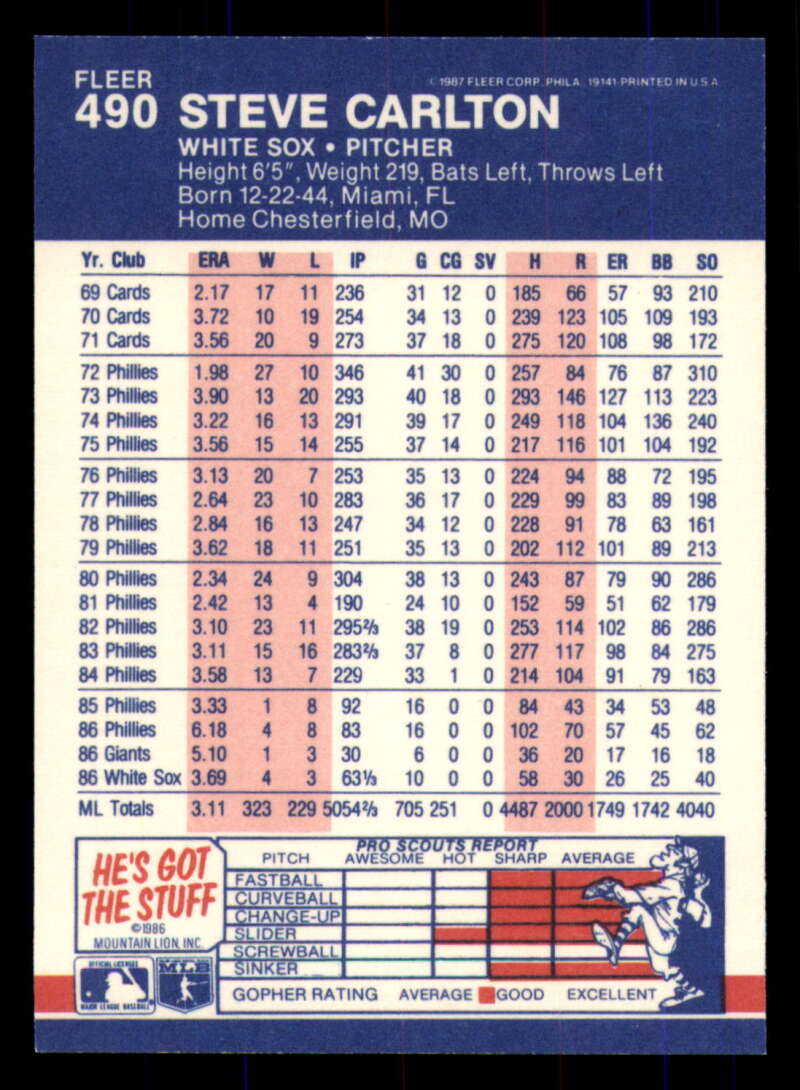 FLEER
©1987 FLEER CORP. PHILA. 19141-PRINTED IN U.S.A.
490 STEVE CARLTON
WHITE SOX • PITCHER
Height 6'5", Weight 219, Bats Left, Throws Left
Born 12-22-44, Miami, FL
Home Chesterfield, MO
Yr. Club ERA W L IP G CG SV H R ER BB SO
69 Cards 2.17 17 11 236 31 12 0 185 66 57 93 210
70 Cards 3.72 10 19 254 34 13 0 239 123 105 109 193
71 Cards 3.56 20 9 273 37 18 0 275 120 108 98 172
72 Phillies 1.98 27 10 346 41 30 0 257 84 76 87 310
73 Phillies 3.90 13 20 293 40 18 0 293 146 127 113 223
74 Phillies 3.22 16 13 291 39 17 0 249 118 104 136 240
75 Phillies 3.56 15 14 255 37 14 0 217 116 101 104 192
76 Phillies 3.13 20 7 253 35 13 0 224 94 88 72 195
77 Phillies 2.64 23 10 283 36 17 0 229 99 83 89 198
78 Phillies 2.84 16 13 247 34 12 0 228 91 78 63 161
79 Phillies 3.62 18 11 251 35 13 0 202 112 101 89 213
80 Phillies 2.34 24 9 304 38 13 0 243 87 79 90 286
81 Phillies 2.42 13 4 190 24 10 0 152 59 51 62 179
82 Phillies 3.10 23 11 295⅔ 38 19 0 253 114 102 86 286
83 Phillies 3.11 15 16 283⅔ 37 8 0 277 117 98 84 275
84 Phillies 3.58 13 7 229 33 1 0 214 104 91 79 163
85 Phillies 3.33 1 8 92 16 0 0 84 43 34 53 48
86 Phillies 6.18 4 8 83 16 0 0 102 70 57 45 62
86 Giants 5.10 1 3 30 6 0 0 36 20 17 16 18
86 White Sox 3.69 4 3 63⅓ 10 0 0 58 30 26 25 40
ML Totals 3.11 323 229 5054⅔ 705 251 0 4487 2000 1749 1742 4040
HE'S GOT
THE STUFF
©1986
MOUNTAIN LION, INC.
PRO SCOUTS REPORT
PITCH AWESOME HOT SHARP AVERAGE
FASTBALL
CURVEBALL
CHANGE-UP
SLIDER
SCREWBALL
SINKER
GOPHER RATING AVERAGE GOOD EXCELLENT
OFFICIAL LICENSEE
MAJOR LEAGUE BASEBALL
MLB